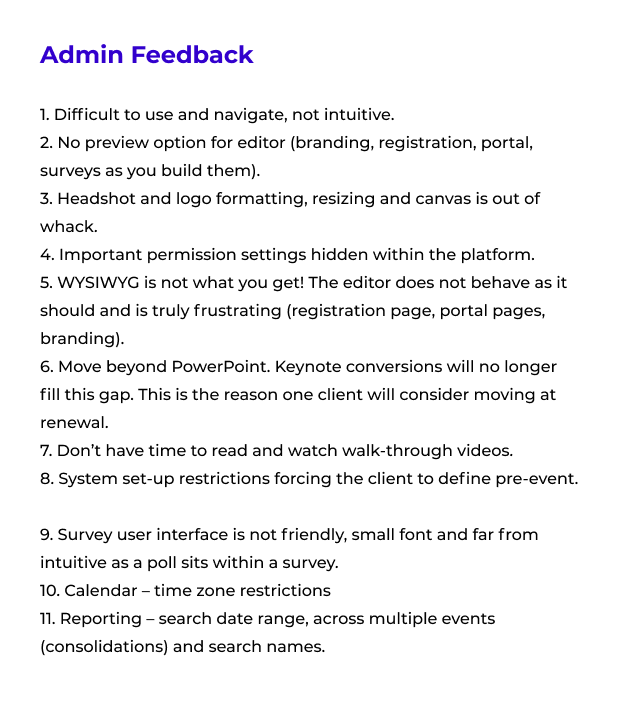 Admin Feedback
1. Difficult to use and navigate, not intuitive.
2. No preview option for editor (branding, registration, portal,
surveys as you build them).
3. Headshot and logo formatting, resizing and canvas is out of
whack.
4. Important permission settings hidden within the platform.
5. WYSIWYG is not what you get! The editor does not behave as it
should and is truly frustrating (registration page, portal pages,
branding).
6. Move beyond PowerPoint. Keynote conversions will no longer
fill this gap. This is the reason one client will consider moving at
renewal.
7. Don’t have time to read and watch walk-through videos.
8. System set-up restrictions forcing the client to define pre-event.
9. Survey user interface is not friendly, small font and far from
intuitive as a poll sits within a survey.
10. Calendar – time zone restrictions
11. Reporting – search date range, across multiple events
(consolidations) and search names.